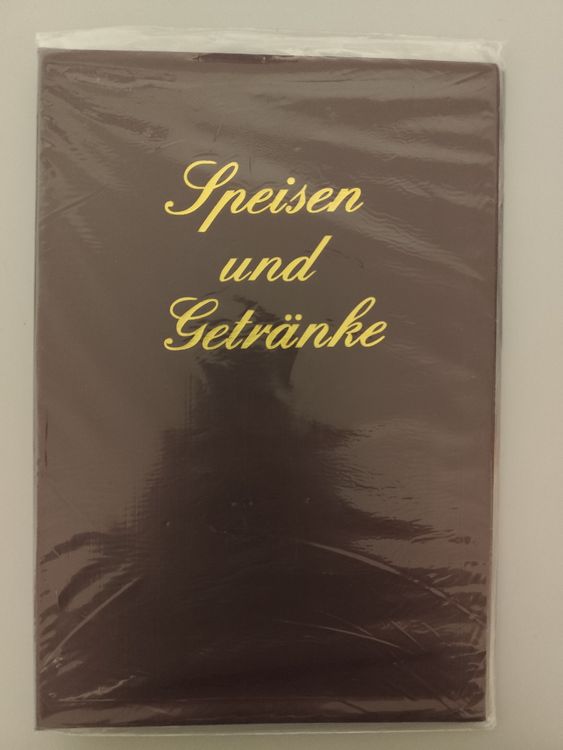 Speisen
und
Getränke